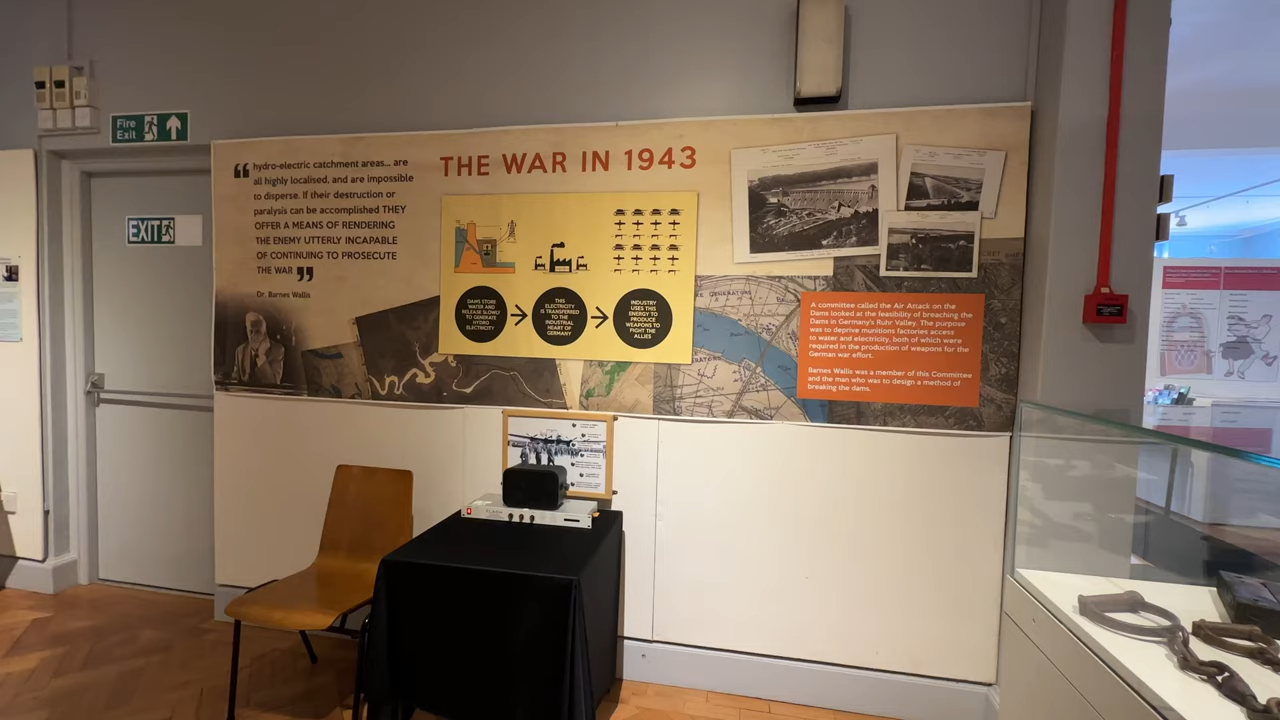 Fire
Exit
EXIT
hydro-electric catchment areas... are
all highly localised, and are impossible
to disperse. If their destruction or
paralysis can be accomplished THEY
OFFER A MEANS OF RENDERING
THE ENEMY UTTERLY INCAPABLE
OF CONTINUING TO PROSECUTE
THE WAR
Dr. Barnes Wallis
THE WAR IN 1943
DAMS STORE
WATER AND
RELEASE SLOWLY
TO GENERATE
HYDRO
ELECTRICITY
THIS
ELECTRICITY
IS TRANSFERRED
TO THE
INDUSTRIAL
HEART OF
GERMANY
INDUSTRY
USES THIS
ENERGY TO
PRODUCE
WEAPONS TO
FIGHT THE
ALLIES
GENERATORS
GENERATORS
A committee called the Air Attack on the
Dams looked at the feasibility of breaching the
Dams in Germany's Ruhr Valley. The purpose
was to deprive munitions factories access
to water and electricity, both of which were
required in the production of weapons for the
German war effort.
Barnes Wallis was a member of this Committee
and the man who was to design a method of
breaking the dams.